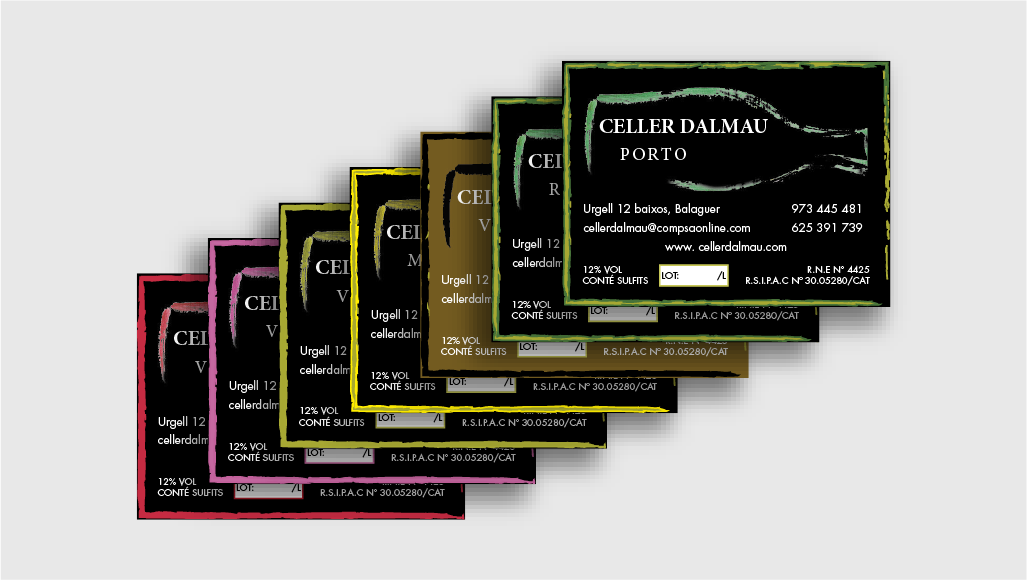 CELLER DALMAU
PORTO
Urgell 12 baixos, Balaguer 973 445 481
cellerdalmau@compsaonline.com 625 391 739
www. cellerdalmau.com
12% VOL
CONTÉ SULFITS
LOT: /L
R.N.E Nº 4425
R.S.I.P.A.C Nº 30.05280/CAT
CEL
R
Urgell 12
cellerdalm
12% VOL
CONTÉ SULFITS
LOT: /L
R.S.I.P.A.C Nº 30.05280/CAT
CEL
V
Urgell 12
cellerdalm
12% VOL
CONTÉ SULFITS
LOT: /L
R.S.I.P.A.C Nº 30.05280/CAT
CEL
M
Urgell 12
cellerdalm
12% VOL
CONTÉ SULFITS
LOT: /L
R.S.I.P.A.C Nº 30.05280/CAT
CEL
V
Urgell 12
cellerdalm
12% VOL
CONTÉ SULFITS
LOT: /L
R.S.I.P.A.C Nº 30.05280/CAT
CEL
V
Urgell 12
cellerdalm
12% VOL
CONTÉ SULFITS
LOT: /L
R.S.I.P.A.C Nº 30.05280/CAT
CEL
V
Urgell 12
cellerdalm
12% VOL
CONTÉ SULFITS
LOT: /L
R.S.I.P.A.C Nº 30.05280/CAT